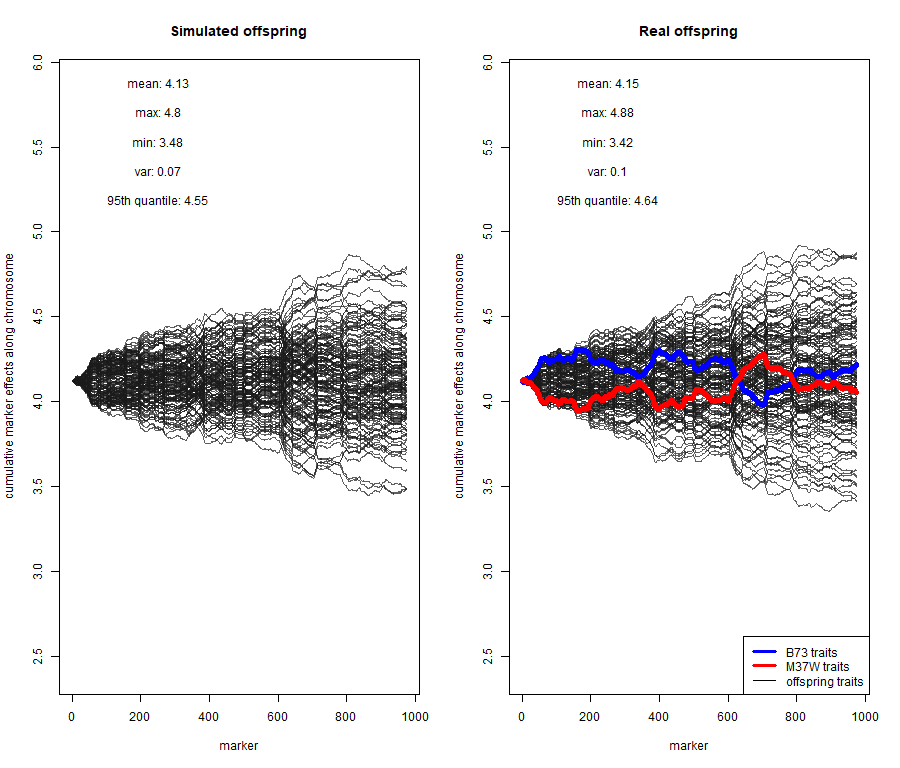 Simulated offspring
mean: 4.13
max: 4.8
min: 3.48
var: 0.07
95th quantile: 4.55
cumulative marker effects along chromosome
6.0
5.5
5.0
4.5
4.0
3.5
3.0
2.5
0 200 400 600 800 1000
marker
Real offspring
mean: 4.15
max: 4.88
min: 3.42
var: 0.1
95th quantile: 4.64
cumulative marker effects along chromosome
6.0
5.5
5.0
4.5
4.0
3.5
3.0
2.5
B73 traits
M37W traits
offspring traits
0 200 400 600 800 1000
marker